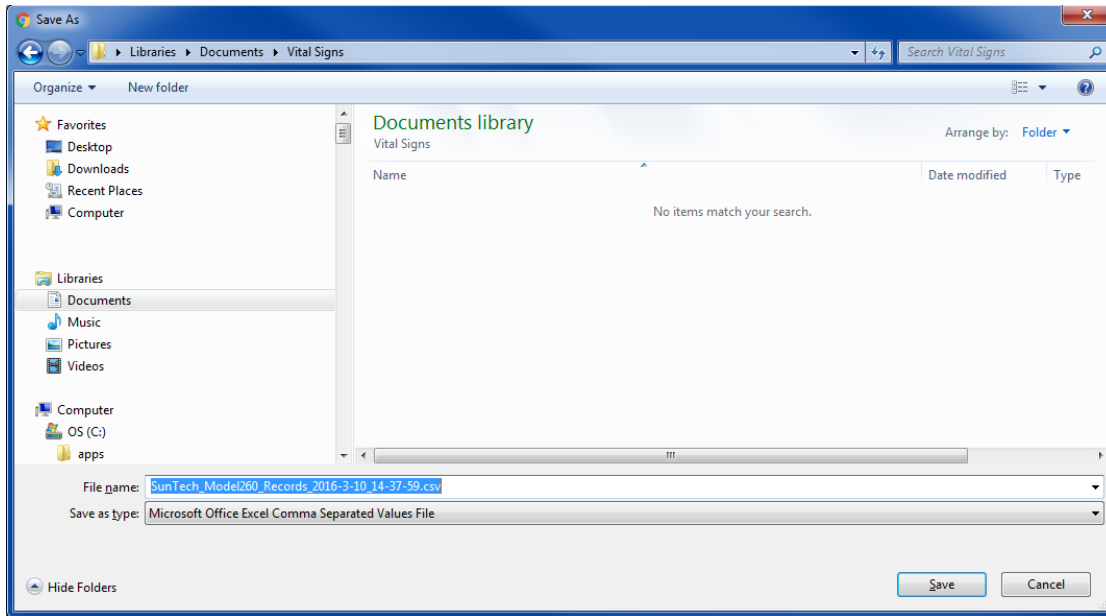 Save As
Libraries Documents Vital Signs
Search Vital Signs
Organize New folder
Favorites
Desktop
Downloads
Recent Places
Computer
Libraries
Documents
Music
Pictures
Videos
Computer
OS (C:)
apps
Documents library
Vital Signs
Arrange by: Folder
Name Date modified Type
No items match your search.
File name: SunTech_Model260_Records_2016-3-10_14-37-59.csv
Save as type: Microsoft Office Excel Comma Separated Values File
Hide Folders
Save Cancel